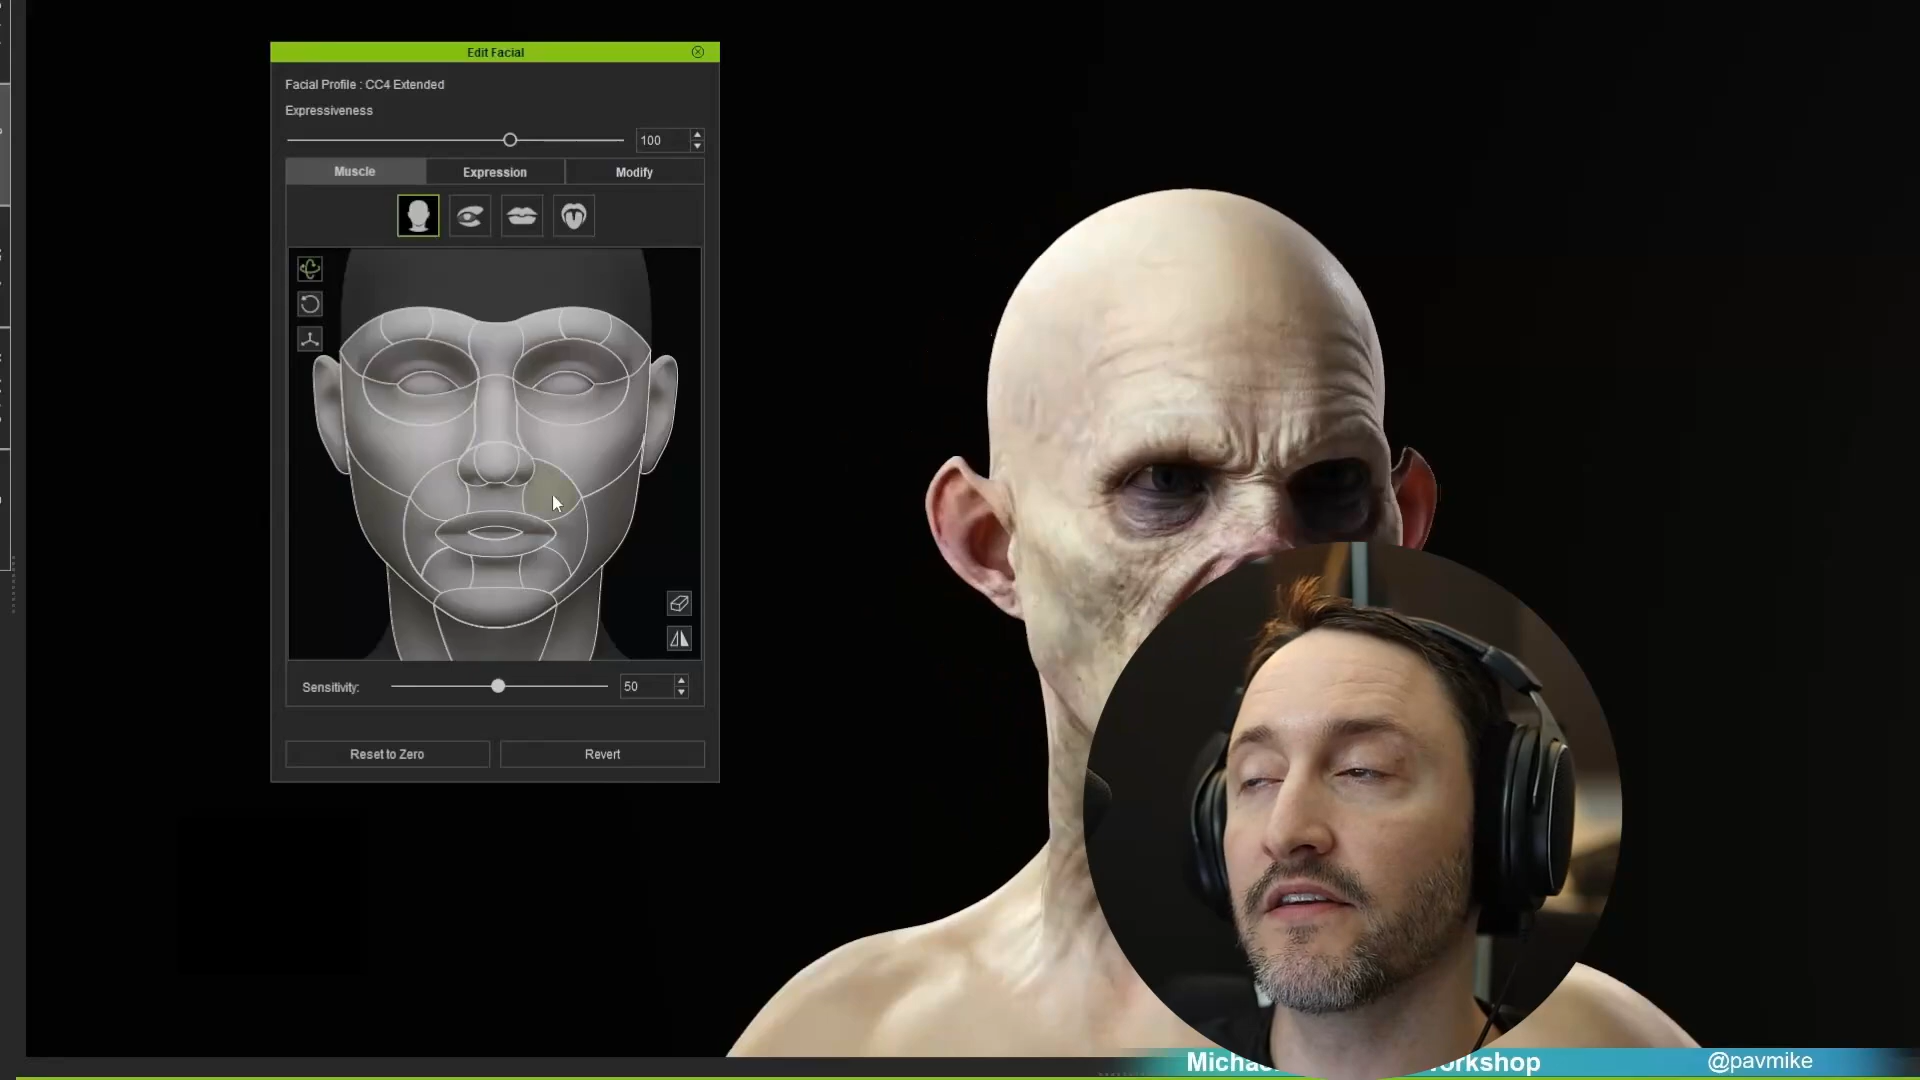 Edit Facial
Facial Profile : CC4 Extended
Expressiveness
100
Muscle Expression Modify
Sensitivity: 50
Reset to Zero Revert
@pavmike